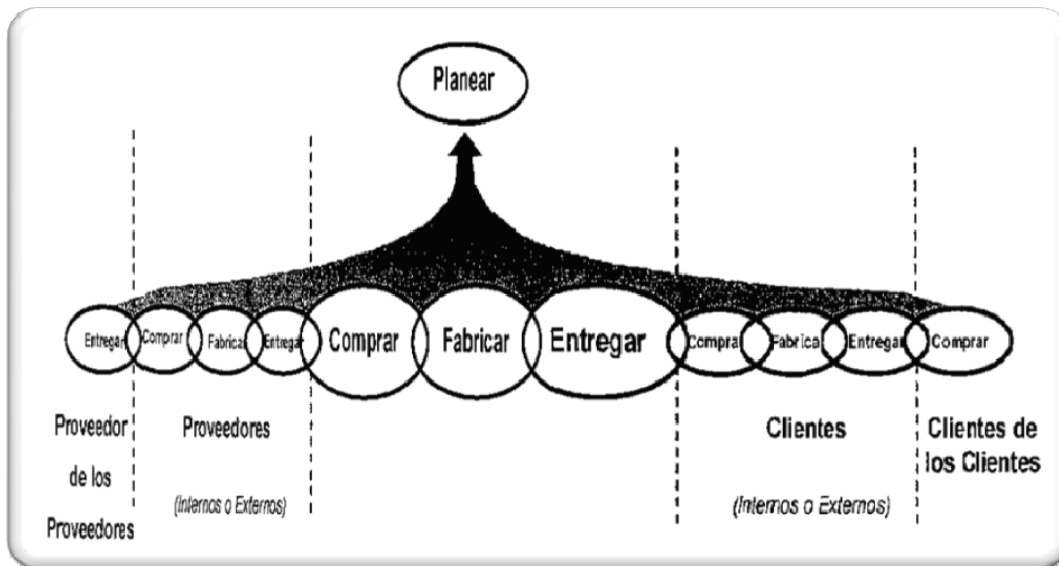 Planear
Entregar Comprar Fabrica Entregar Comprar Fabricar Entregar Compra Fabrica Entregar Comprar
Proveedor
de los
Proveedores
Proveedores
(Internos o Externos)
Clientes
(Internos o Externos)
Clientes de
los Clientes